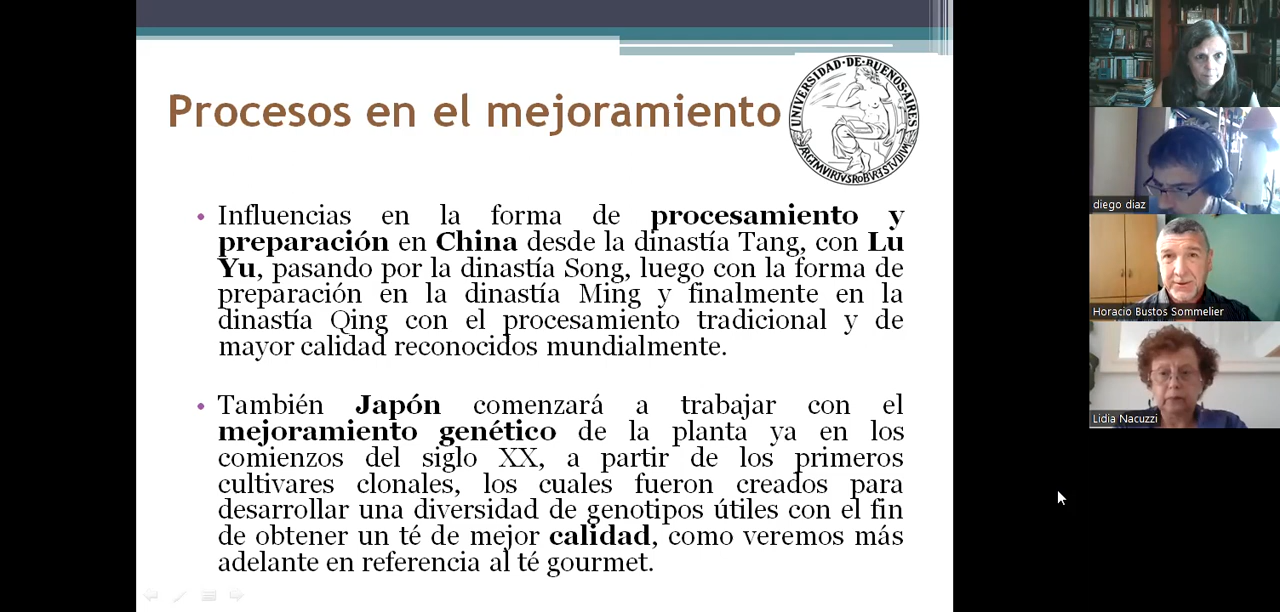 Procesos en el mejoramiento
UNIVERSIDAD·DE·BUENOS·AIRES
Influencias en la forma de procesamiento y
preparación en China desde la dinastía Tang, con Lu
Yu, pasando por la dinastía Song, luego con la forma de
preparación en la dinastía Ming y finalmente en la
dinastía Qing con el procesamiento tradicional y de
mayor calidad reconocidos mundialmente.
También Japón comenzará a trabajar con el
mejoramiento genético de la planta ya en los
comienzos del siglo XX, a partir de los primeros
cultivares clonales, los cuales fueron creados para
desarrollar una diversidad de genotipos útiles con el fin
de obtener un té de mejor calidad, como veremos más
adelante en referencia al té gourmet.
diego diaz
Horacio Bustos Sommelier
Lidia Nacuzzi